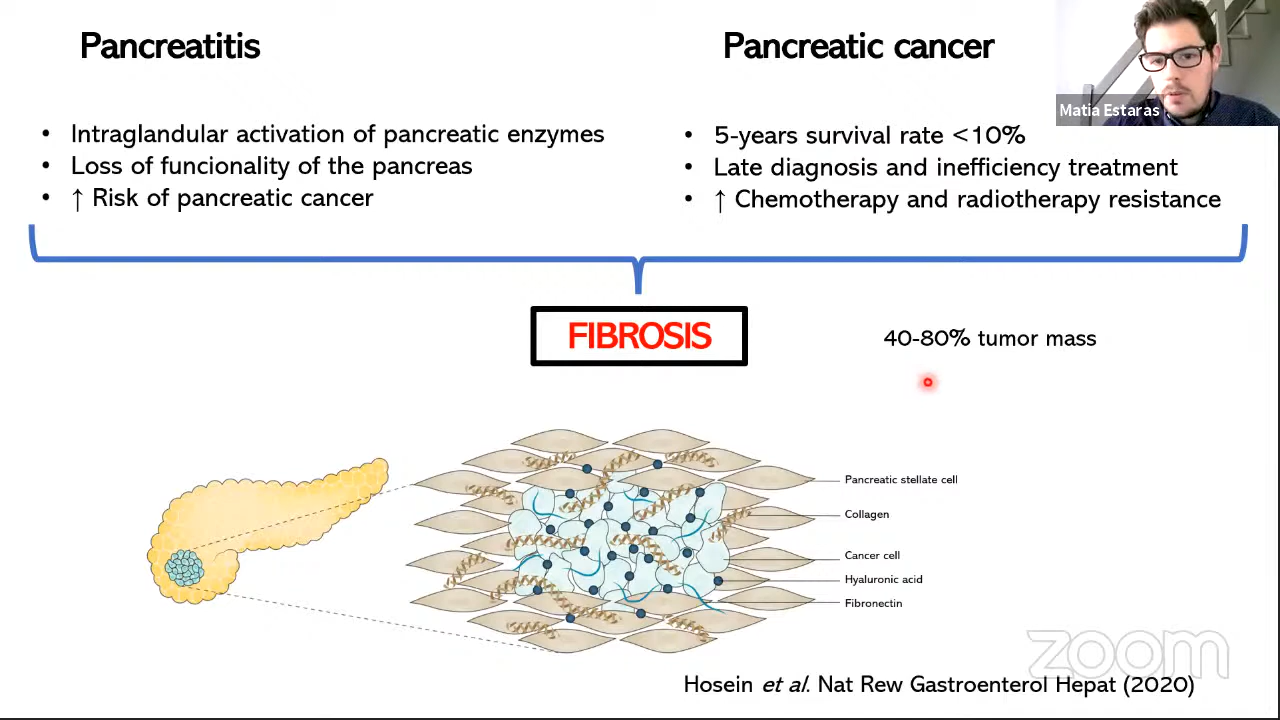 Pancreatitis
Pancreatic cancer
Matía Estaras
• Intraglandular activation of pancreatic enzymes
• Loss of funcionality of the pancreas
• ↑ Risk of pancreatic cancer
• 5-years survival rate <10%
• Late diagnosis and inefficiency treatment
• ↑ Chemotherapy and radiotherapy resistance
FIBROSIS
40-80% tumor mass
Pancreatic stellate cell
Collagen
Cancer cell
Hyaluronic acid
Fibronectin
zoom
Hosein et al. Nat Rew Gastroenterol Hepat (2020)